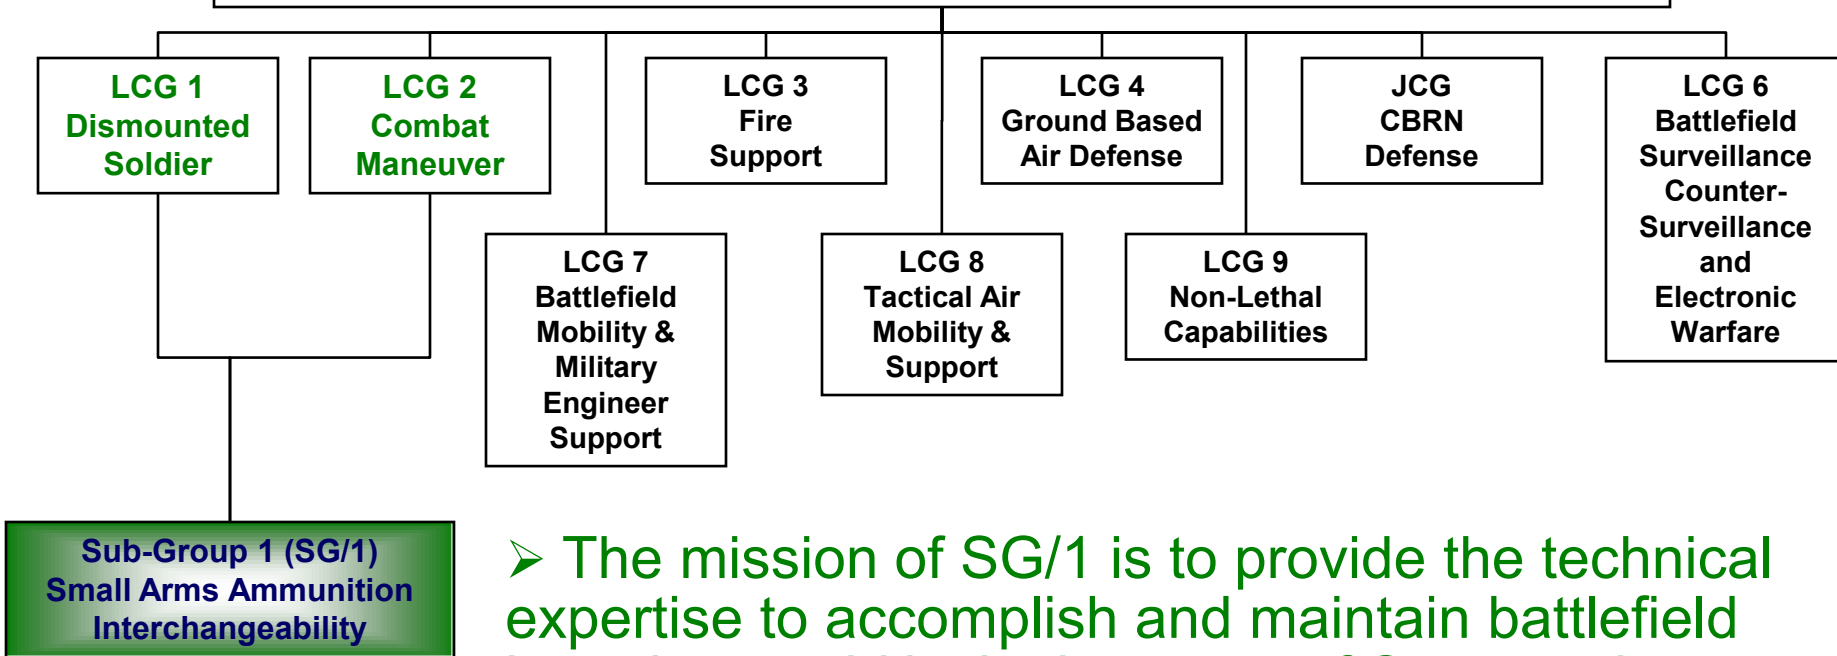 LCG 1
Dismounted
Soldier
LCG 2
Combat
Maneuver
LCG 3
Fire
Support
LCG 4
Ground Based
Air Defense
JCG
CBRN
Defense
LCG 6
Battlefield
Surveillance
Counter-
Surveillance
and
Electronic
Warfare
LCG 7
Battlefield
Mobility &
Military
Engineer
Support
LCG 8
Tactical Air
Mobility &
Support
LCG 9
Non-Lethal
Capabilities
Sub-Group 1 (SG/1)
Small Arms Ammunition
Interchangeability
➢ The mission of SG/1 is to provide the technical
expertise to accomplish and maintain battlefield